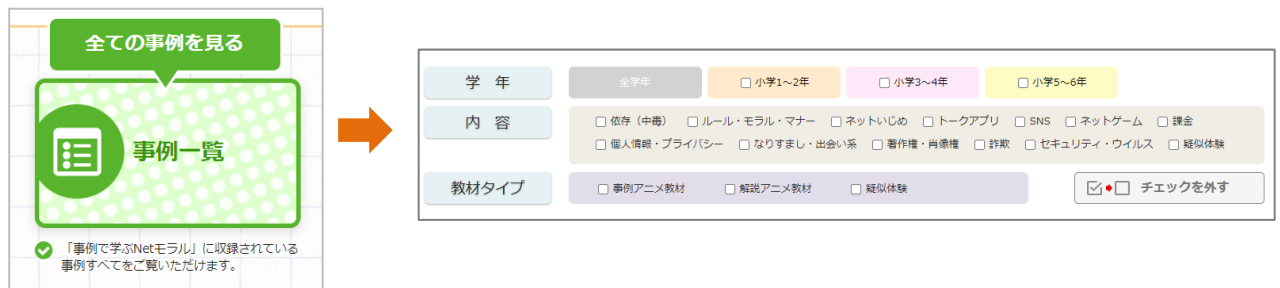 全ての事例を見る
事例一覧
「事例で学ぶNetモラル」に収録されている
事例すべてをご覧いただけます。
学 年
全学年
小学1~2年
小学3~4年
小学5~6年
内 容
依存（中毒） ルール・モラル・マナー ネットいじめ トークアプリ SNS ネットゲーム 課金
個人情報・プライバシー なりすまし・出会い系 著作権・肖像権 詐欺 セキュリティ・ウイルス 疑似体験
教材タイプ
事例アニメ教材 解説アニメ教材 疑似体験
チェックを外す